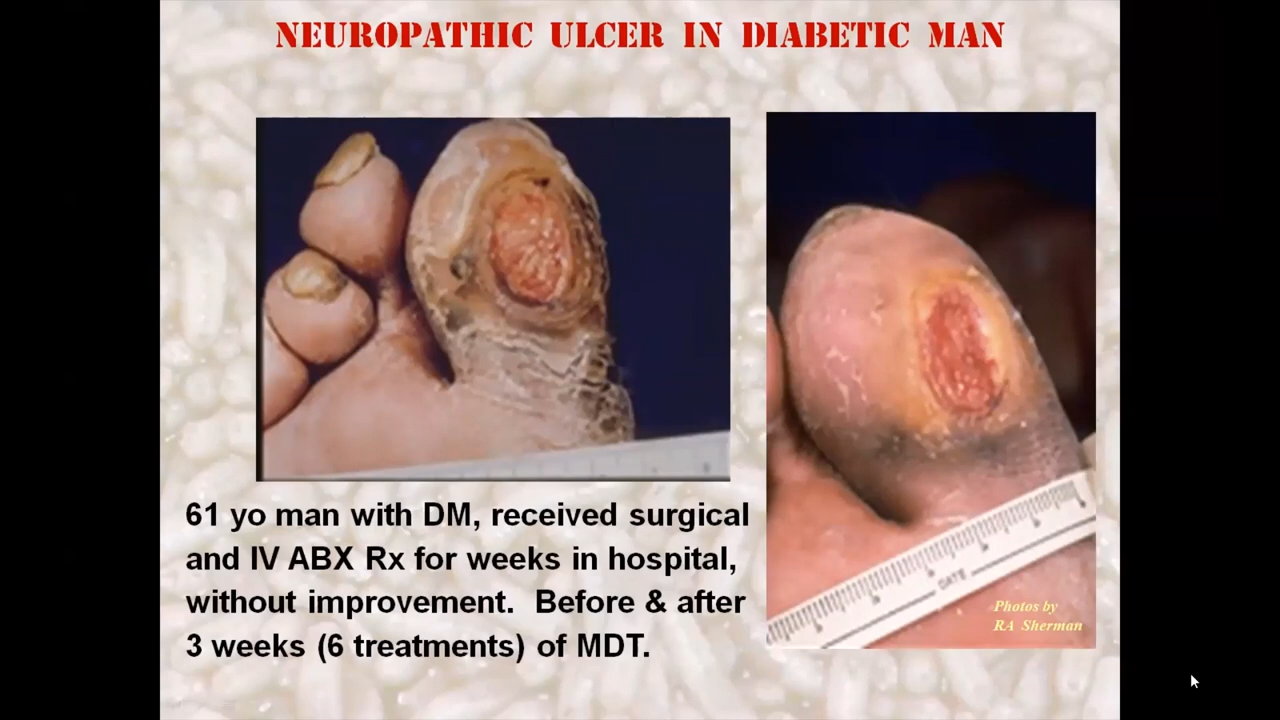 NEUROPATHIC ULCER IN DIABETIC MAN
61 yo man with DM, received surgical
and IV ABX Rx for weeks in hospital,
without improvement.  Before & after
3 weeks (6 treatments) of MDT.
DATE
Photos by
RA Sherman